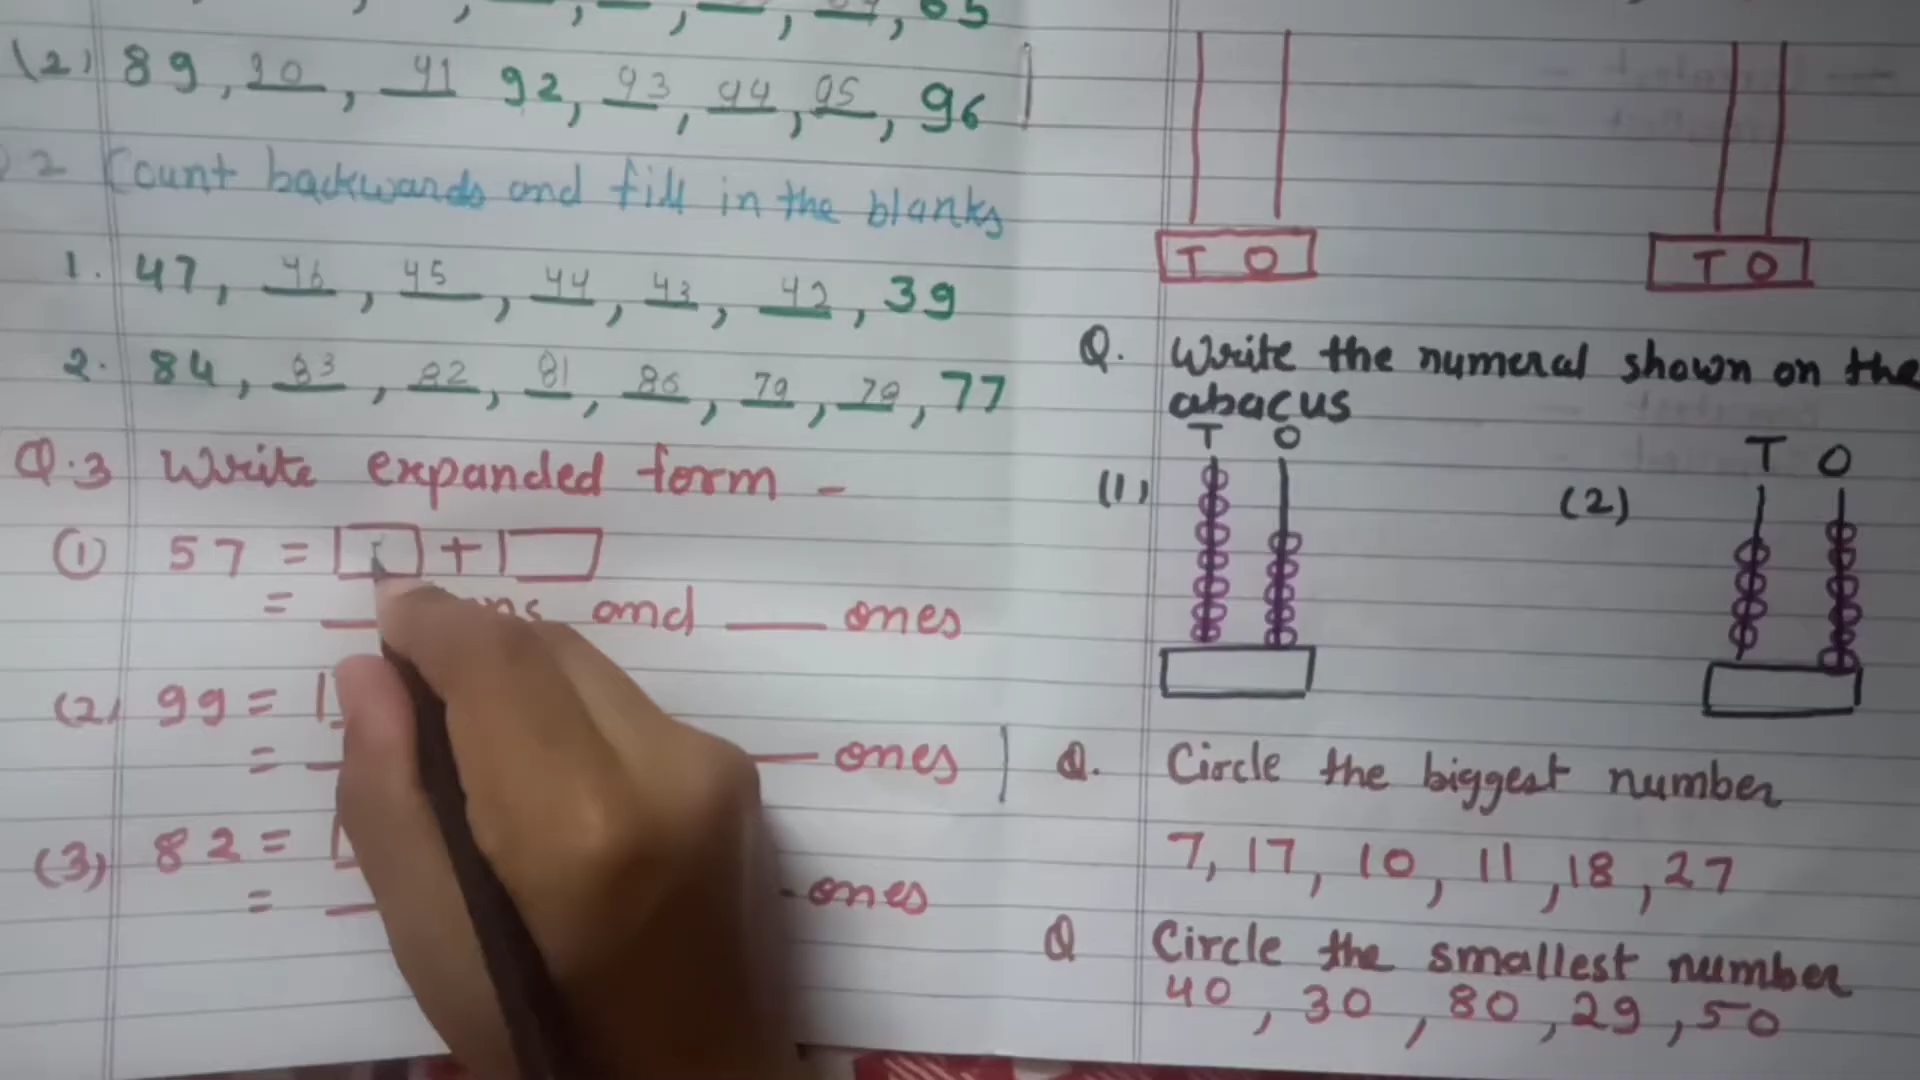 65
(2) 89, 90, 91 92, 93, 94, 95, 96
2 Count backwards and fill in the blanks
1. 47, 46, 45, 44, 43, 42, 39
2. 84, 83, 82, 81, 80, 79, 78, 77
Q.3 Write expanded form -
① 57 = +
= and ones
(2) 99 =
= ones
(3) 82 =
= ones
T O
T O
Q. Write the numeral shown on the
abacus
T O
T O
(1)
(2)
Q. Circle the biggest number
7, 17, 10, 11, 18, 27
Q Circle the smallest number
40, 30, 80, 29, 50